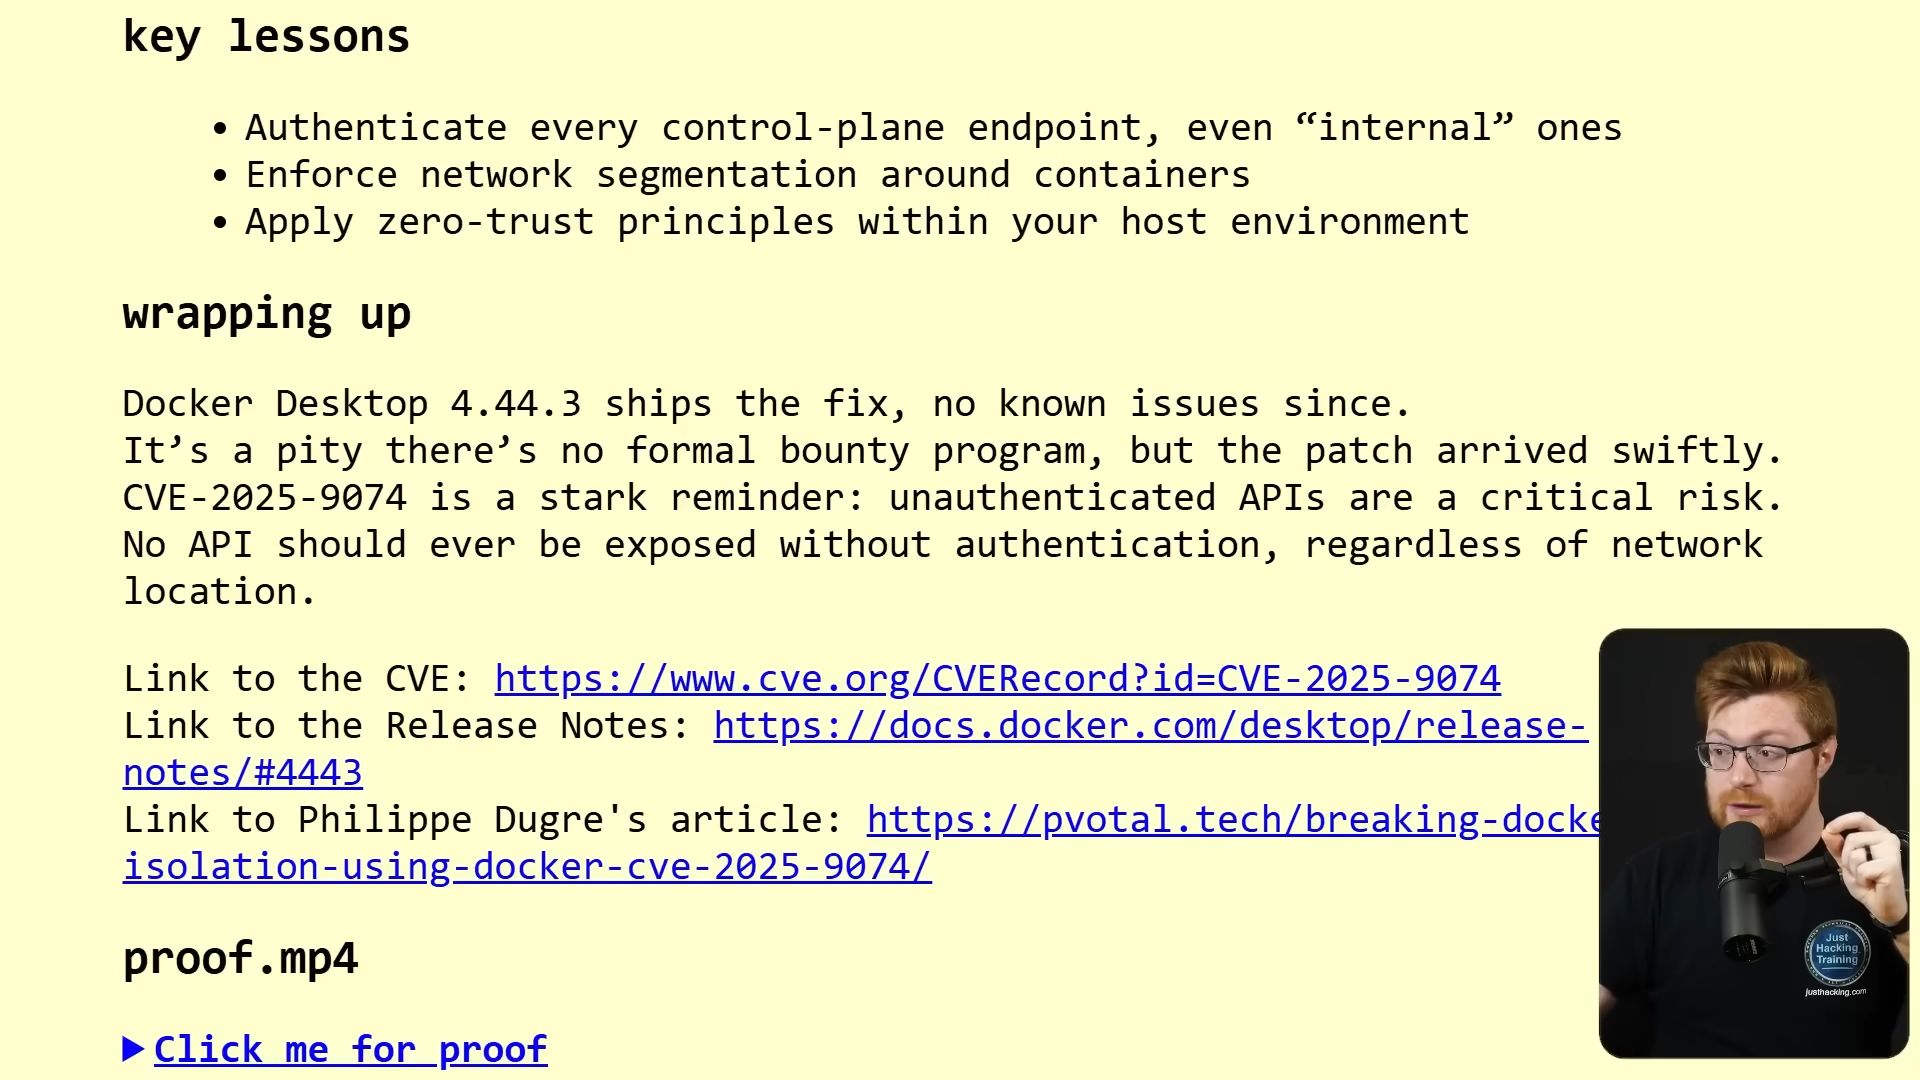 key lessons
• Authenticate every control-plane endpoint, even “internal” ones
• Enforce network segmentation around containers
• Apply zero-trust principles within your host environment
wrapping up
Docker Desktop 4.44.3 ships the fix, no known issues since.
It’s a pity there’s no formal bounty program, but the patch arrived swiftly.
CVE-2025-9074 is a stark reminder: unauthenticated APIs are a critical risk.
No API should ever be exposed without authentication, regardless of network
location.
Link to the CVE: https://www.cve.org/CVERecord?id=CVE-2025-9074
Link to the Release Notes: https://docs.docker.com/desktop/release-
notes/#4443
Link to Philippe Dugre's article: https://pvotal.tech/breaking-docke
isolation-using-docker-cve-2025-9074/
proof.mp4
Click me for proof
Just
Hacking
Training
justhacking.com